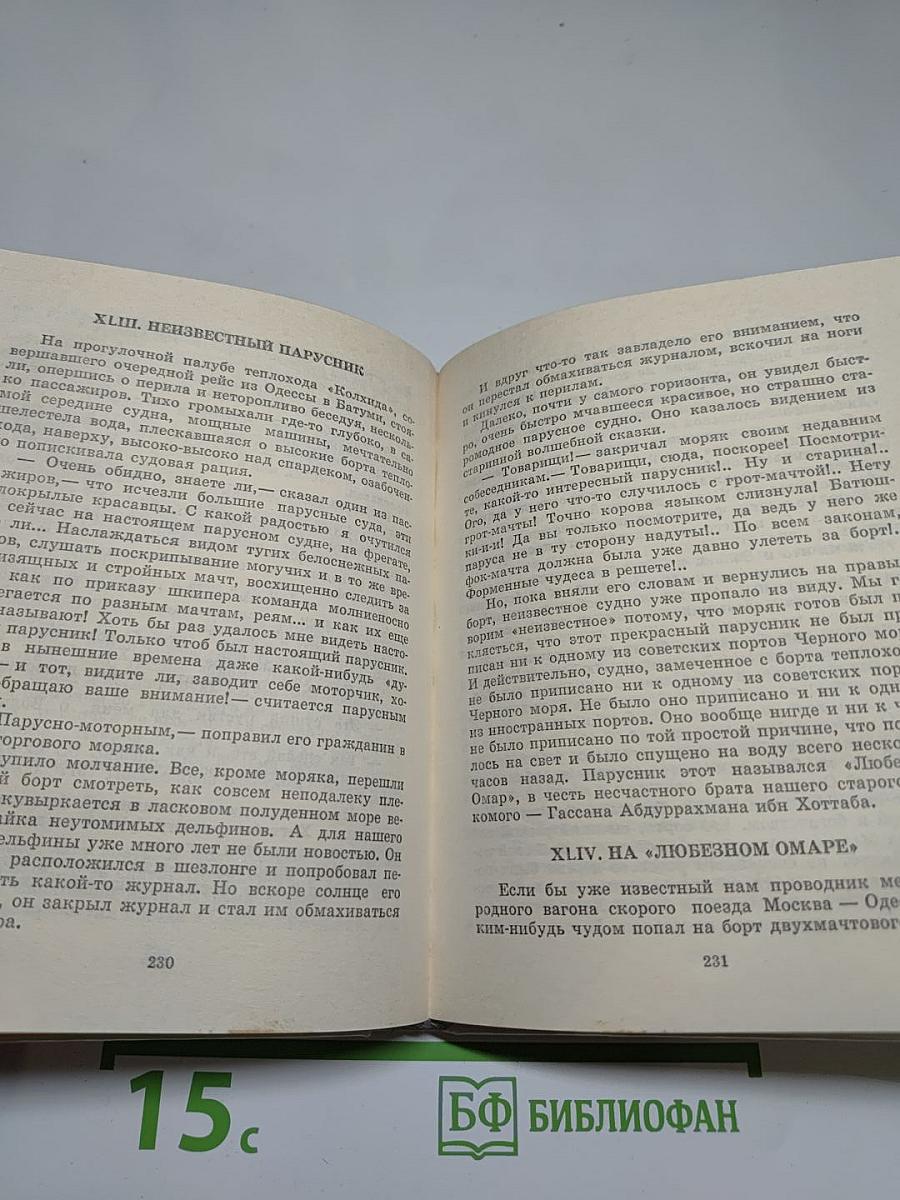 XLIII. НЕИЗВЕСТНЫЙ ПАРУСНИК
На прогулочной палубе теплохода «Колхида», со-
вершавшего очередной рейс из Одессы в Батуми, стоя-
ли, опершись о перила и неторопливо беседуя, несколь-
ко пассажиров. Тихо громыхали где-то глубоко, в са-
мой середине судна, мощные машины, мечтательно
шелестела вода, плескавшаяся о высокие борта тепло-
хода, наверху, высоко-высоко над спардеком, озабочен-
но попискивала судовая рация.
— Очень обидно, знаете ли,— сказал один из пас-
жиров,— что исчезли большие парусные суда, эти
локрылые красавцы. С какой радостью я очутился
сейчас на настоящем парусном судне, на фрегате,
ли... Наслаждаться видом тугих белоснежных па-
ов, слушать поскрипывание могучих и в то же вре-
изящных и стройных мачт, восхищенно следить за
как по приказу шкипера команда молниеносно
егается по разным мачтам, реям... и как их еще
называют! Хоть бы раз удалось мне видеть насто-
парусник! Только чтоб был настоящий парусник.
в нынешние времена даже какой-нибудь «ду-
— и тот, видите ли, заводит себе моторчик, хо-
обращаю ваше внимание!— считается парусным
Парусно-моторным,— поправил его гражданин в
торгового моряка.
упило молчание. Все, кроме моряка, перешли
й борт смотреть, как совсем неподалеку пле-
кувыркается в ласковом полуденном море ве-
айка неутомимых дельфинов. А для нашего
ельфины уже много лет не были новостью. Он
расположился в шезлонге и попробовал пе-
ть какой-то журнал. Но вскоре солнце его
, он закрыл журнал и стал им обмахиваться
ра.
230
И вдруг что-то так завладело его вниманием, что
он перестал обмахиваться журналом, вскочил на ноги
и кинулся к перилам.
Далеко, почти у самого горизонта, он увидел быст-
ро, очень быстро мчавшееся красивое, но страшно ста-
ромодное парусное судно. Оно казалось видением из
старинной волшебной сказки.
— Товарищи!— закричал моряк своим недавним
собеседникам.— Товарищи, сюда, поскорее! Посмотри-
те, какой-то интересный парусник!.. Ну и старина!..
Ого, да у него что-то случилось с грот-мачтой!.. Нету
грот-мачты! Точно корова языком слизнула! Батюш-
ки-и-и! Да вы только посмотрите, да ведь у него же
паруса не в ту сторону надуты!.. По всем законам,
фок-мачта должна была уже давно улететь за борт!..
Форменные чудеса в решете!..
Но, пока вняли его словам и вернулись на правы
борт, неизвестное судно уже пропало из виду. Мы г
ворим «неизвестное» потому, что моряк готов был п
клясться, что этот прекрасный парусник не был пр
писан ни к одному из советских портов Черного мо
И действительно, судно, замеченное с борта теплохо
не было приписано ни к одному из советских пор
Черного моря. Не было оно приписано и ни к одн
из иностранных портов. Оно вообще нигде и ни к ч
не было приписано по той простой причине, что по
лось на свет и было спущено на воду всего неско
часов назад. Парусник этот назывался «Любе
Омар», в честь несчастного брата нашего старого
комого — Гассана Абдуррахмана ибн Хоттаба.
XLIV. НА «ЛЮБЕЗНОМ ОМАРЕ»
Если бы уже известный нам проводник ме
родного вагона скорого поезда Москва — Оде
ким-нибудь чудом попал на борт двухмачтовог
231
15 с
БФ БИБЛИОФАН